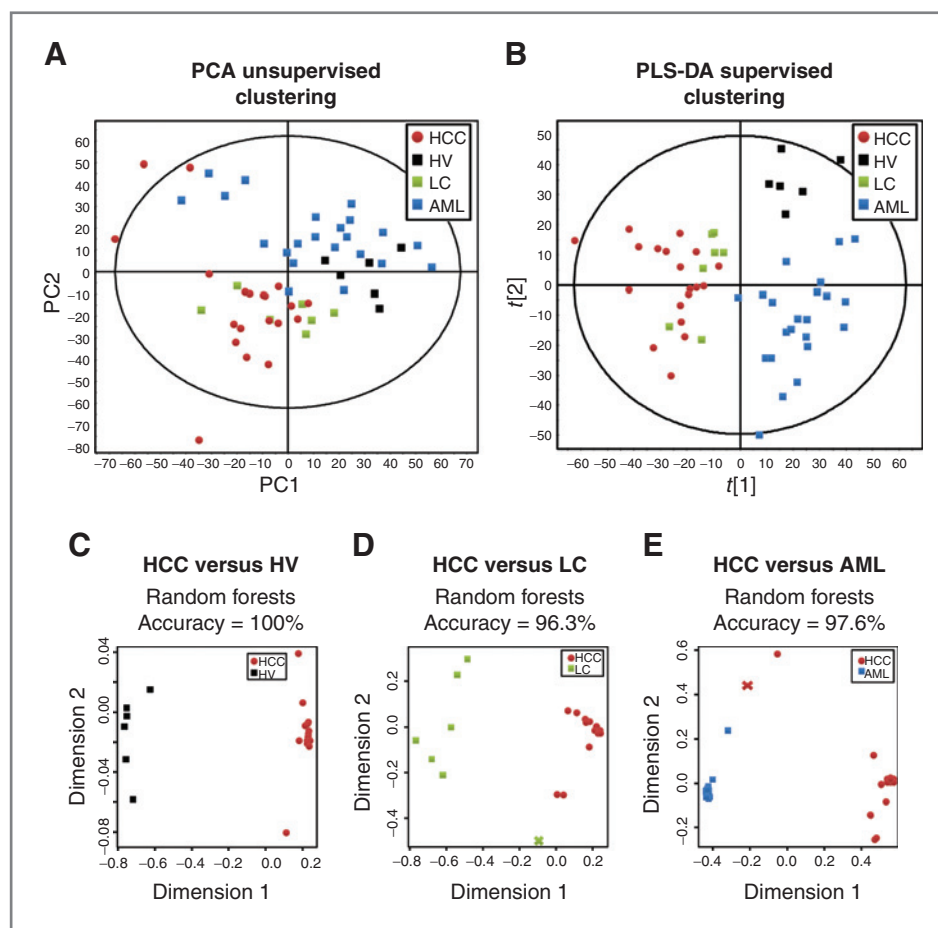 A
PCA unsupervised
clustering
60
50
40
30
20
10
0
−10
−20
−30
−40
−50
−60
−70
−80
PC2
−70 −60 −50 −40 −30 −20 −10 0 10 20 30 40 50 60 70
PC1
HCC
HV
LC
AML
B
PLS-DA supervised
clustering
50
40
30
20
10
0
−10
−20
−30
−40
−50
t[2]
−60 −50 −40 −30 −20 −10 0 10 20 30 40 50 60
t[1]
HCC
HV
LC
AML
C
HCC versus HV
Random forests
Accuracy = 100%
0.04
0.00
−0.04
−0.08
Dimension 2
−0.8 −0.6 −0.4 −0.2 0.0 0.2
Dimension 1
HCC
HV
D
HCC versus LC
Random forests
Accuracy = 96.3%
0.2
0.0
−0.2
−0.4
Dimension 2
−0.8 −0.6 −0.4 −0.2 0.0 0.2
Dimension 1
HCC
LC
E
HCC versus AML
Random forests
Accuracy = 97.6%
0.6
0.4
0.2
0.0
−0.2
Dimension 2
−0.4 −0.2 0.0 0.2 0.4
Dimension 1
HCC
AML